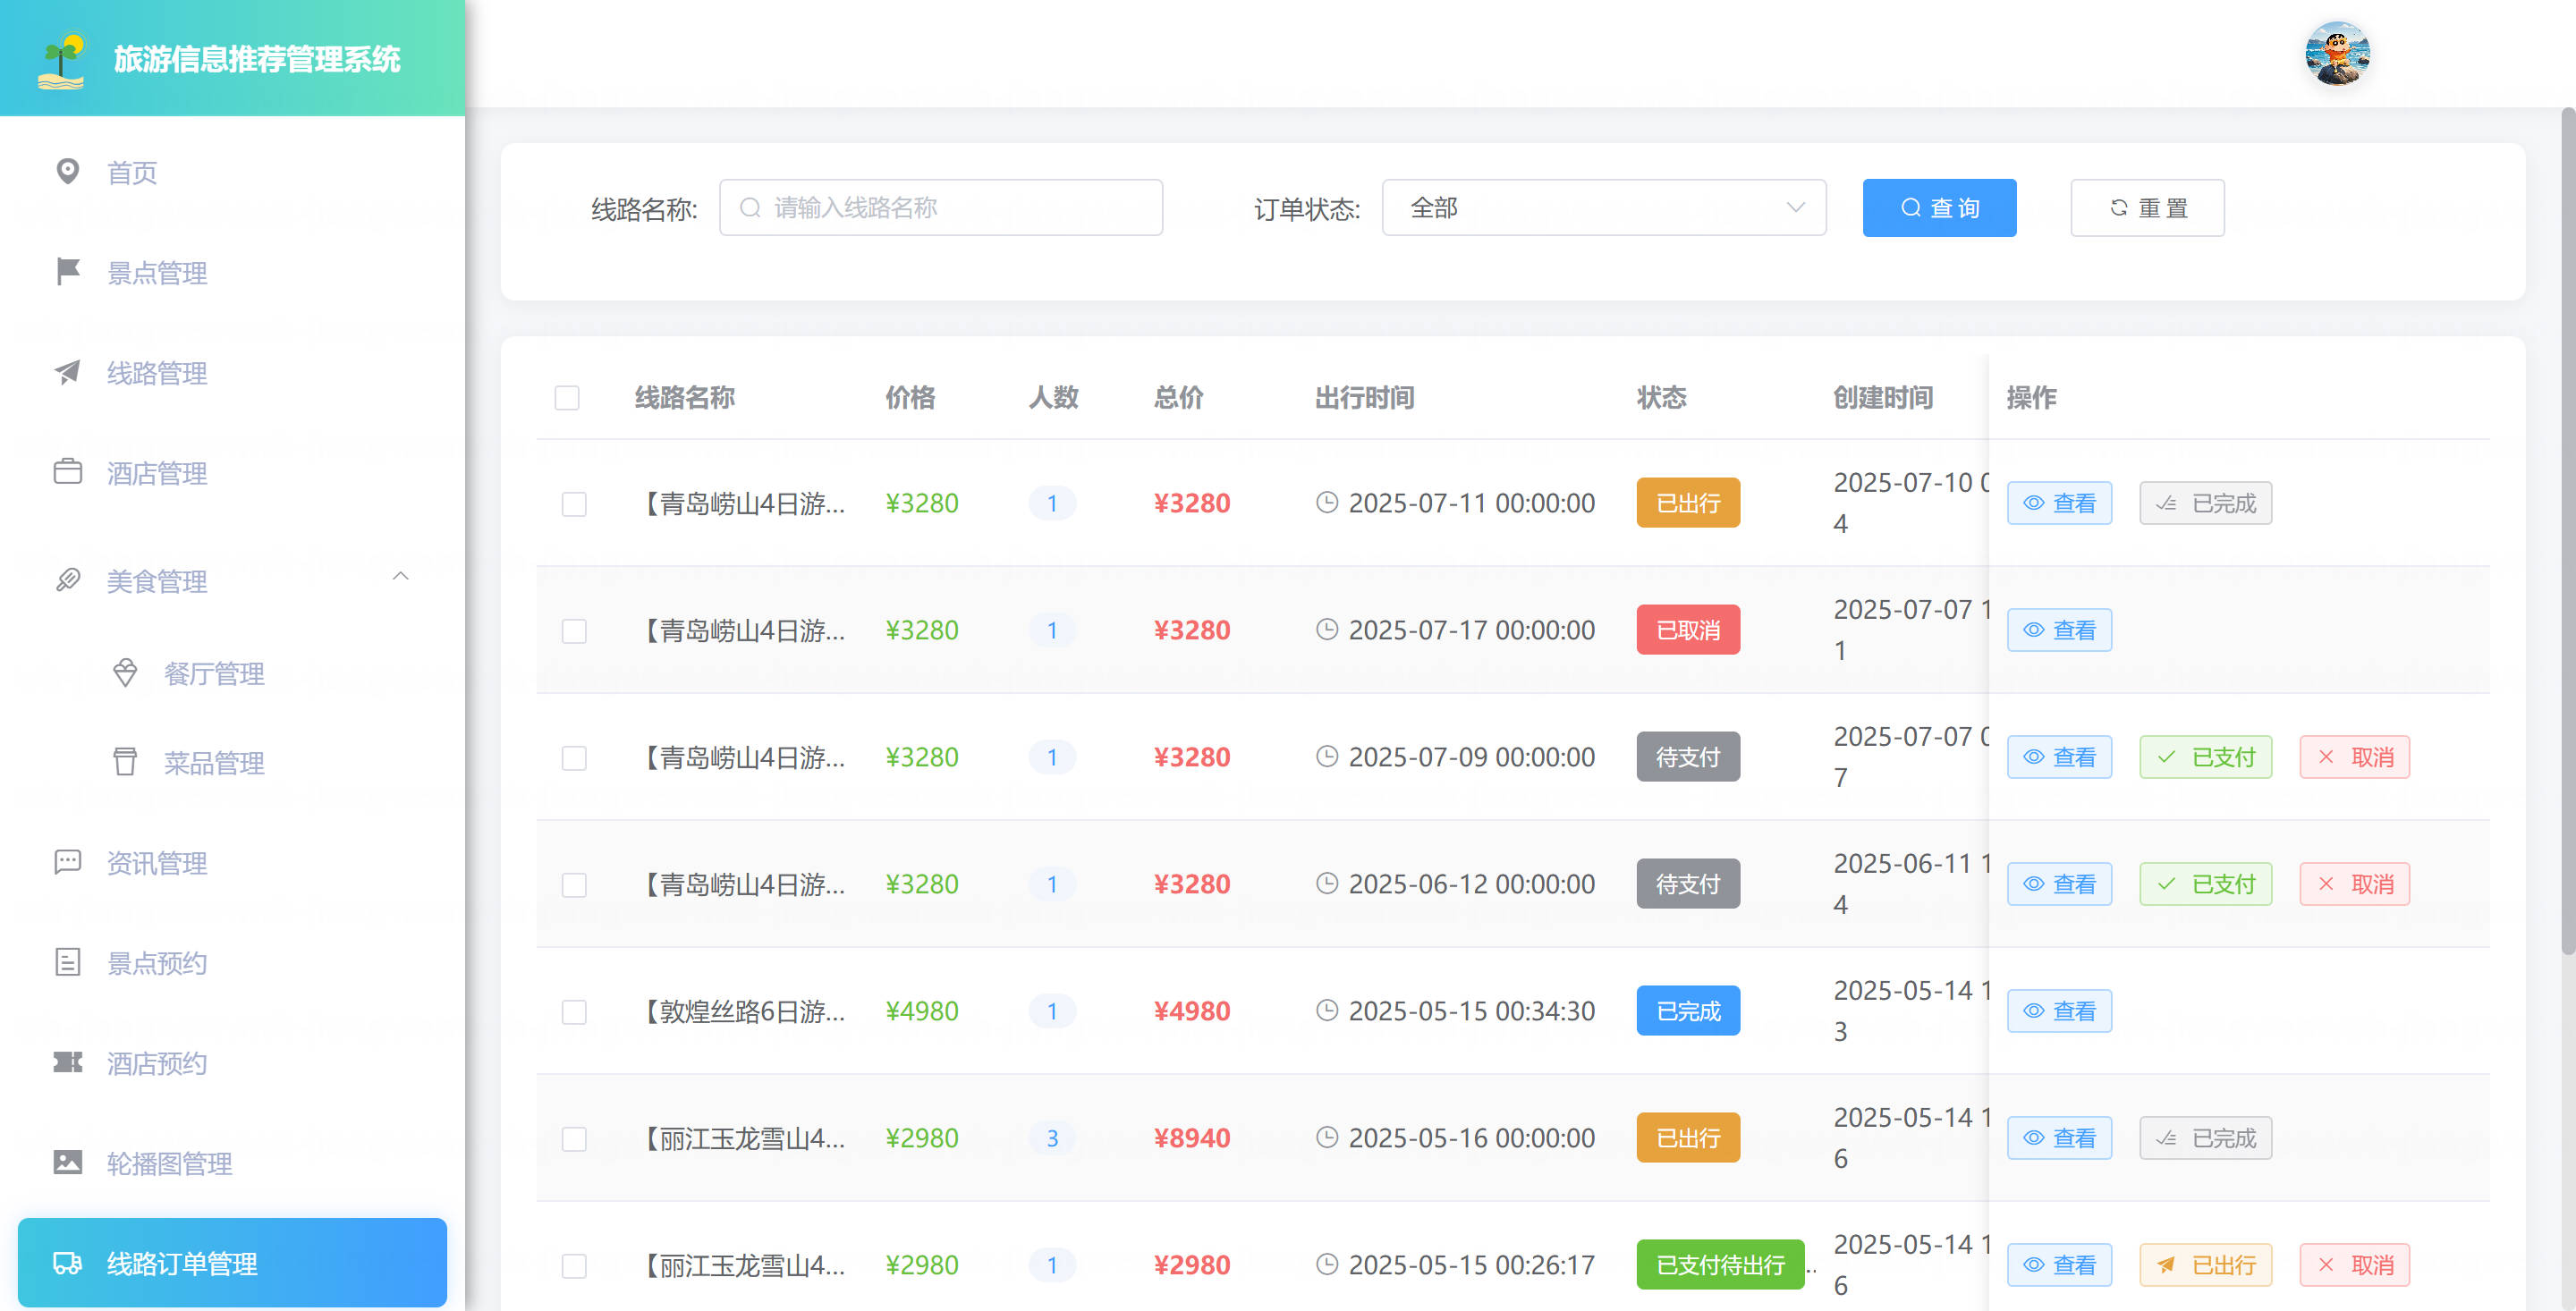 旅游信息推荐管理系统
首页
景点管理
线路管理
酒店管理
美食管理
餐厅管理
菜品管理
资讯管理
景点预约
酒店预约
轮播图管理
线路订单管理
线路名称: 请输入线路名称 订单状态: 全部 查询 重置
线路名称 价格 人数 总价 出行时间 状态 创建时间 操作
【青岛崂山4日游... ¥3280 1 ¥3280 2025-07-11 00:00:00 已出行 2025-07-10 0 查看 已完成
4
【青岛崂山4日游... ¥3280 1 ¥3280 2025-07-17 00:00:00 已取消 2025-07-07 1 查看
1
【青岛崂山4日游... ¥3280 1 ¥3280 2025-07-09 00:00:00 待支付 2025-07-07 0 查看 已支付 取消
7
【青岛崂山4日游... ¥3280 1 ¥3280 2025-06-12 00:00:00 待支付 2025-06-11 1 查看 已支付 取消
4
【敦煌丝路6日游... ¥4980 1 ¥4980 2025-05-15 00:34:30 已完成 2025-05-14 1 查看
3
【丽江玉龙雪山4... ¥2980 3 ¥8940 2025-05-16 00:00:00 已出行 2025-05-14 1 查看 已完成
6
【丽江玉龙雪山4... ¥2980 1 ¥2980 2025-05-15 00:26:17 已支付待出行 .. 2025-05-14 1 查看 已出行 取消
6